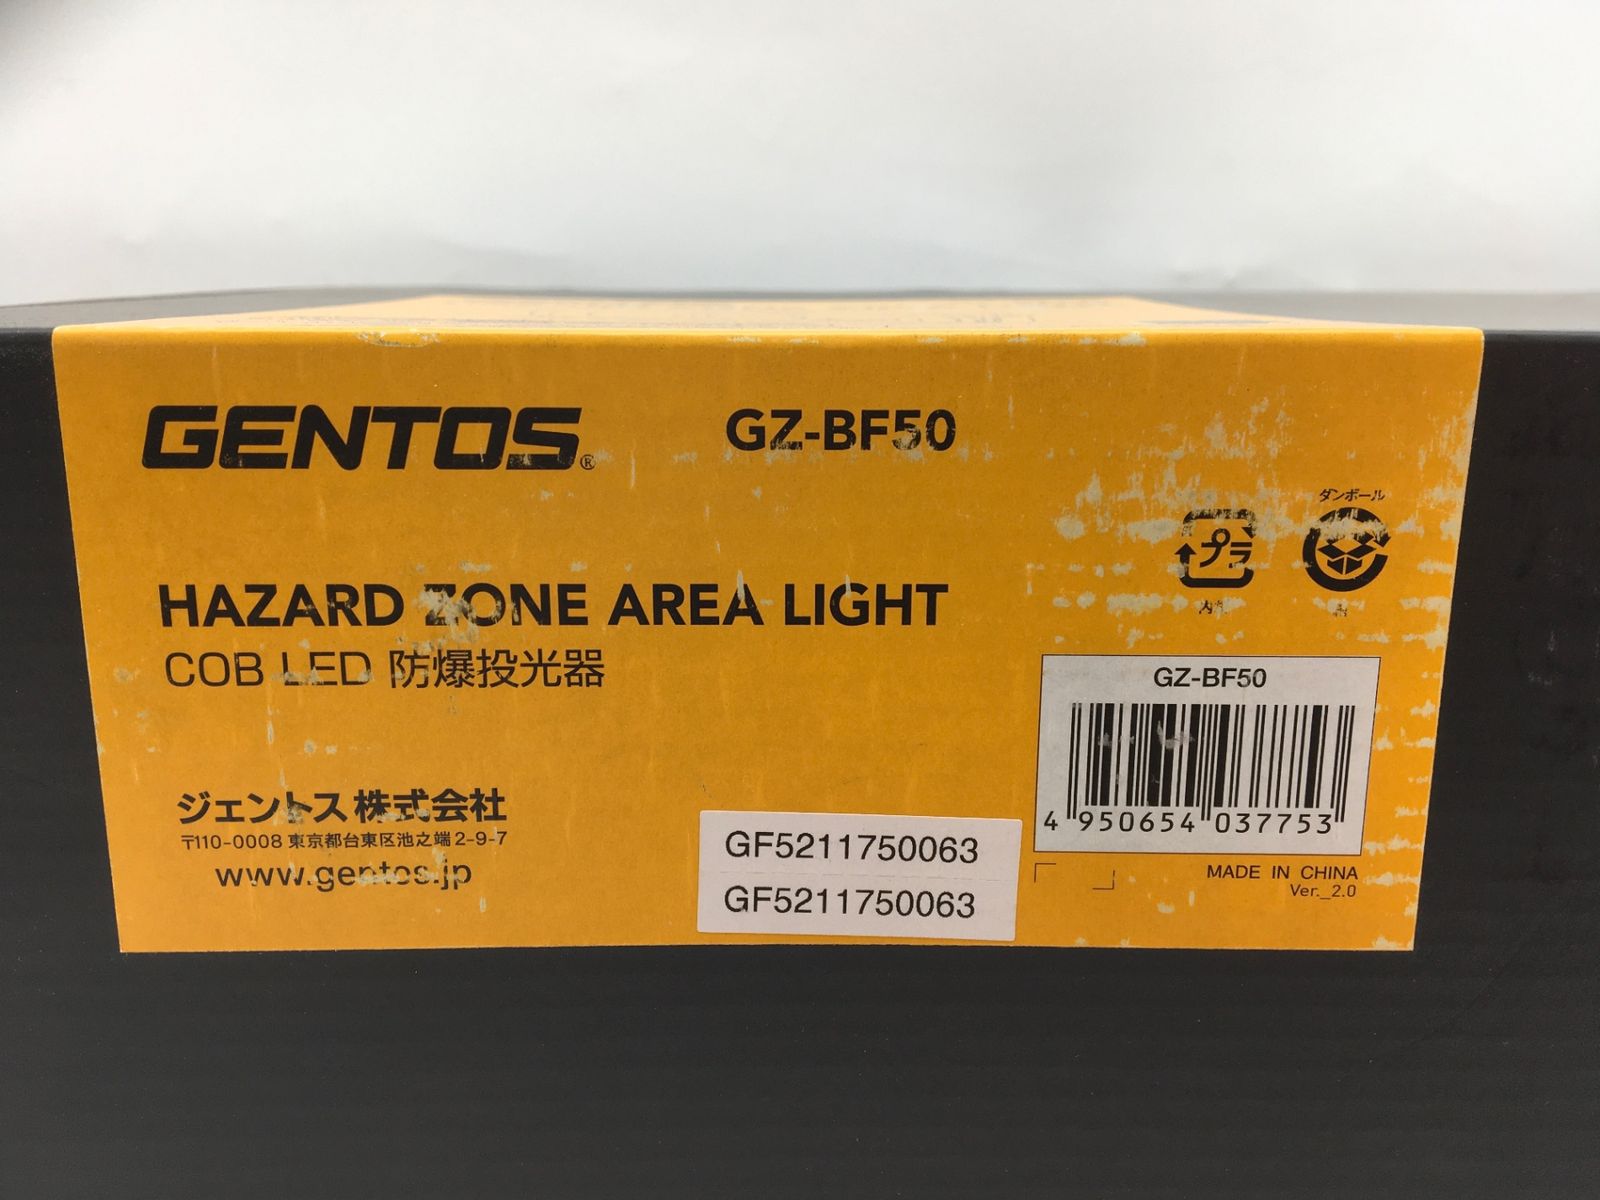 GENTOS®
GZ-BF50
HAZARD ZONE AREA LIGHT
COB LED 防爆投光器
ダンボール
プラ
GZ-BF50
4 950654 037753
ジェントス株式会社
〒110-0008 東京都台東区池之端2-9-7
www.gentos.jp
GF5211750063
GF5211750063
MADE IN CHINA
Ver._2.0